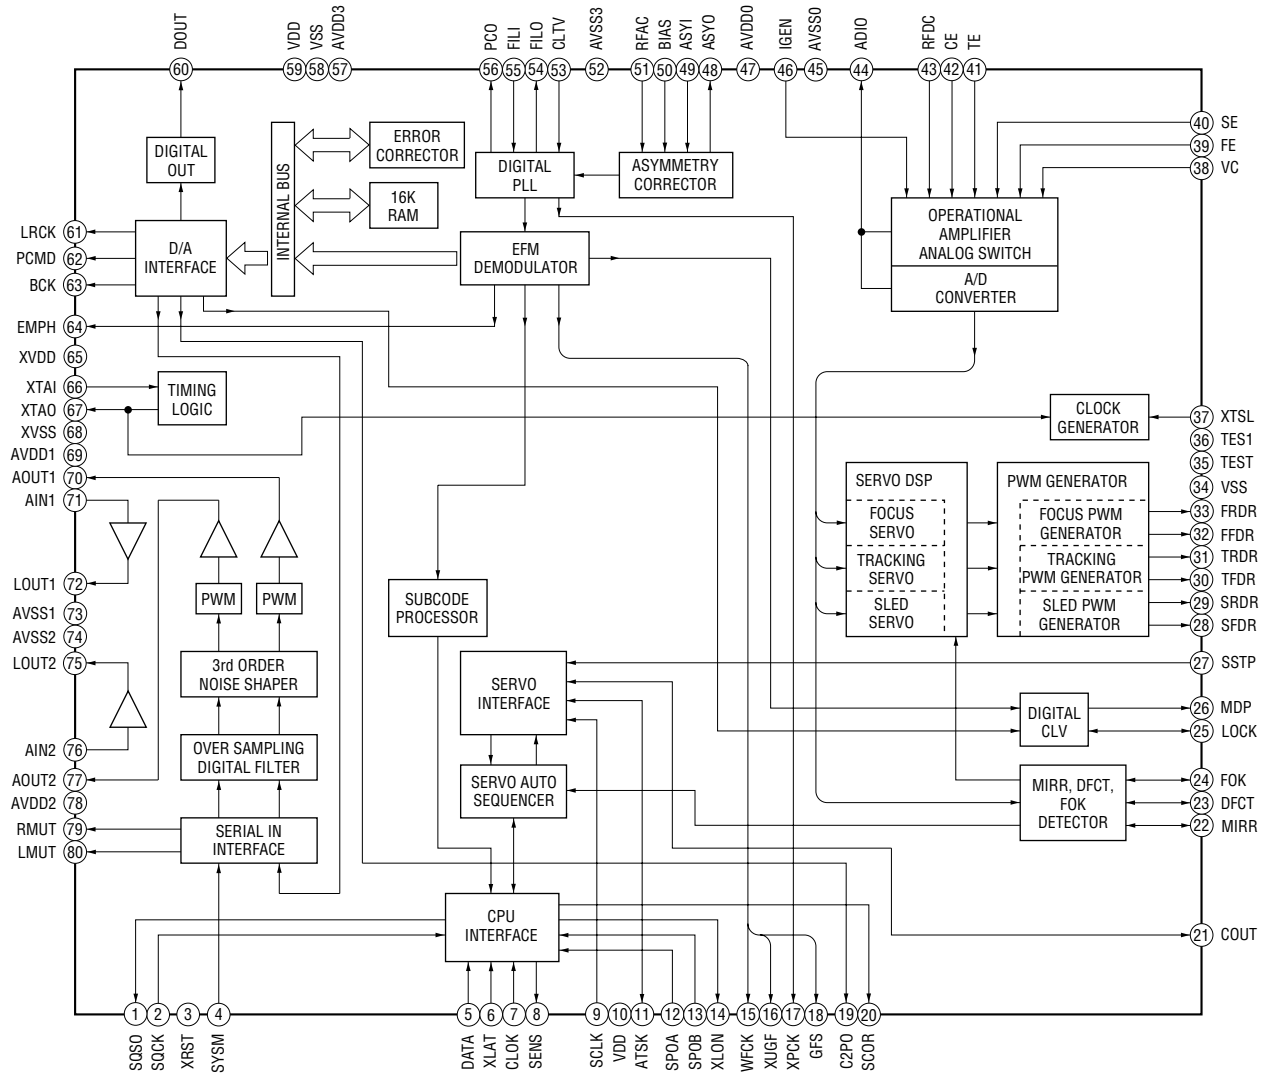 DOUT
VDD
VSS
AVDD3
PCO
FILI
FILO
CLTV
AVSS3
RFAC
BIAS
ASYI
ASYO
AVDD0
IGEN
AVSS0
ADIO
RFDC
CE
TE
60
59
58
57
56
55
54
53
52
51
50
49
48
47
46
45
44
43
42
41
40 SE
39 FE
38 VC
DIGITAL
OUT
INTERNAL BUS
ERROR
CORRECTOR
16K
RAM
DIGITAL
PLL
ASYMMETRY
CORRECTOR
OPERATIONAL
AMPLIFIER
ANALOG SWITCH
A/D
CONVERTER
LRCK 61
PCMD 62
BCK 63
D/A
INTERFACE
EFM
DEMODULATOR
EMPH 64
XVDD 65
XTAI 66
XTAO 67
XVSS 68
AVDD1 69
AOUT1 70
AIN1 71
LOUT1 72
AVSS1 73
AVSS2 74
LOUT2 75
AIN2 76
AOUT2 77
AVDD2 78
RMUT 79
LMUT 80
TIMING
LOGIC
CLOCK
GENERATOR
37 XTSL
36 TES1
35 TEST
34 VSS
33 FRDR
32 FFDR
31 TRDR
30 TFDR
29 SRDR
28 SFDR
27 SSTP
26 MDP
25 LOCK
24 FOK
23 DFCT
22 MIRR
21 COUT
SERVO DSP
FOCUS
SERVO
TRACKING
SERVO
SLED
SERVO
PWM GENERATOR
FOCUS PWM
GENERATOR
TRACKING
PWM GENERATOR
SLED PWM
GENERATOR
PWM
PWM
SUBCODE
PROCESSOR
3rd ORDER
NOISE SHAPER
SERVO
INTERFACE
DIGITAL
CLV
OVER SAMPLING
DIGITAL FILTER
SERVO AUTO
SEQUENCER
MIRR, DFCT,
FOK
DETECTOR
SERIAL IN
INTERFACE
CPU
INTERFACE
1
2
3
4
5
6
7
8
9
10
11
12
13
14
15
16
17
18
19
20
SQSO
SQCK
XRST
SYSM
DATA
XLAT
CLOK
SENS
SCLK
VDD
ATSK
SPOA
SPOB
XLON
WFCK
XUGF
XPCK
GFS
C2PO
SCOR